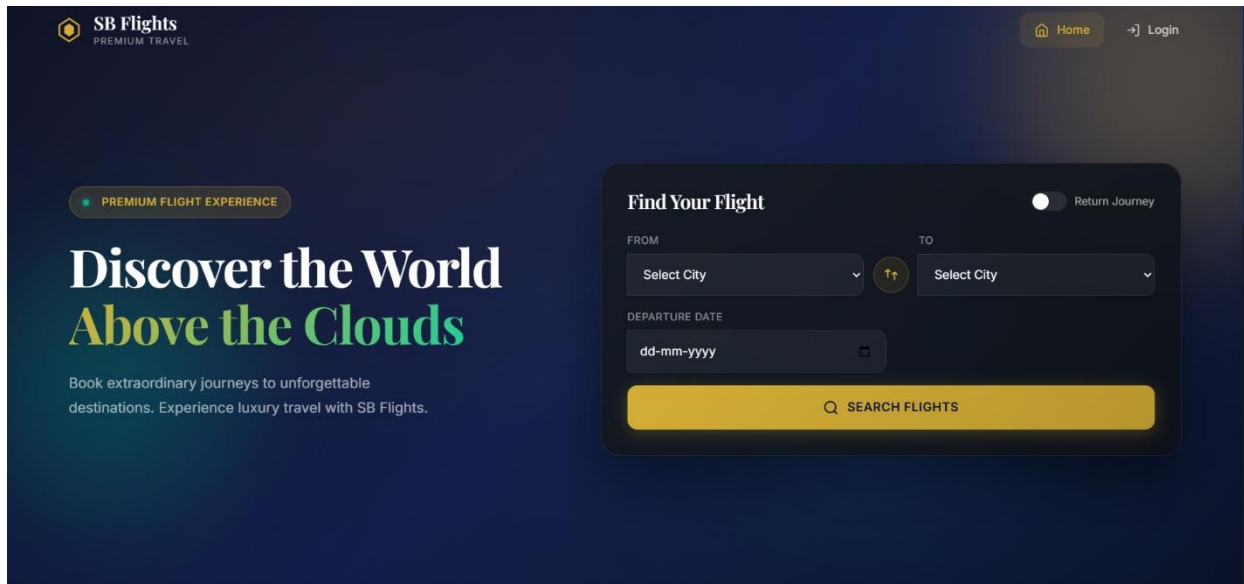 SB Flights
PREMIUM TRAVEL
Home
Login
PREMIUM FLIGHT EXPERIENCE
Discover the World
Above the Clouds
Book extraordinary journeys to unforgettable
destinations. Experience luxury travel with SB Flights.
Find Your Flight
Return Journey
FROM
TO
Select City
Select City
DEPARTURE DATE
dd-mm-yyyy
SEARCH FLIGHTS